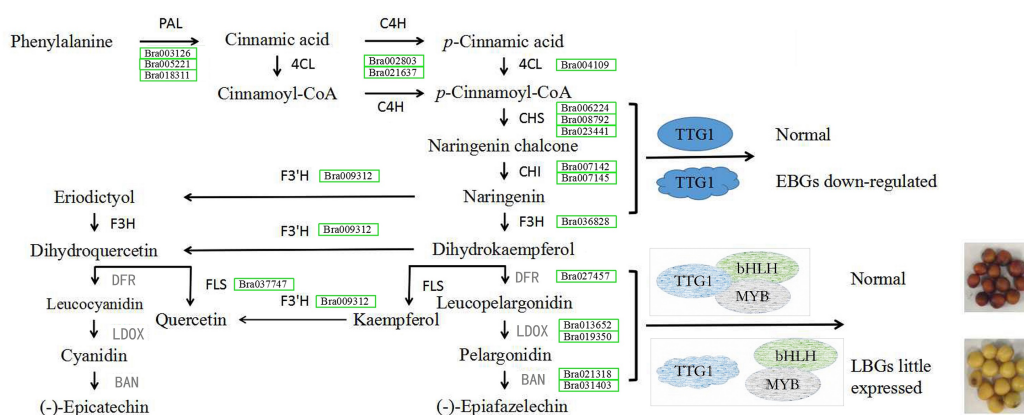 PAL
C4H
Phenylalanine
Cinnamic acid
p-Cinnamic acid
Bra003126
Bra005221
Bra018311
4CL
Bra002803
Bra021637
4CL
Bra004109
Cinnamoyl-CoA
C4H
p-Cinnamoyl-CoA
CHS
Bra006224
Bra008792
Bra023441
TTG1
Normal
Naringenin chalcone
CHI
Bra007142
Bra007145
TTG1
EBGs down-regulated
F3'H
Bra009312
Eriodictyol
Naringenin
F3H
F3H
Bra036828
F3'H
Bra009312
Dihydroquercetin
Dihydrokaempferol
DFR
FLS
Bra037747
FLS
DFR
Bra027457
TTG1
bHLH
MYB
Normal
Leucocyanidin
F3'H
Bra009312
Leucopelargonidin
Quercetin
Kaempferol
LDOX
LDOX
Bra013652
Bra019350
Cyanidin
Pelargonidin
BAN
BAN
Bra021318
Bra031403
TTG1
bHLH
MYB
LBGs little
expressed
(-)-Epicatechin
(-)-Epiafazelechin